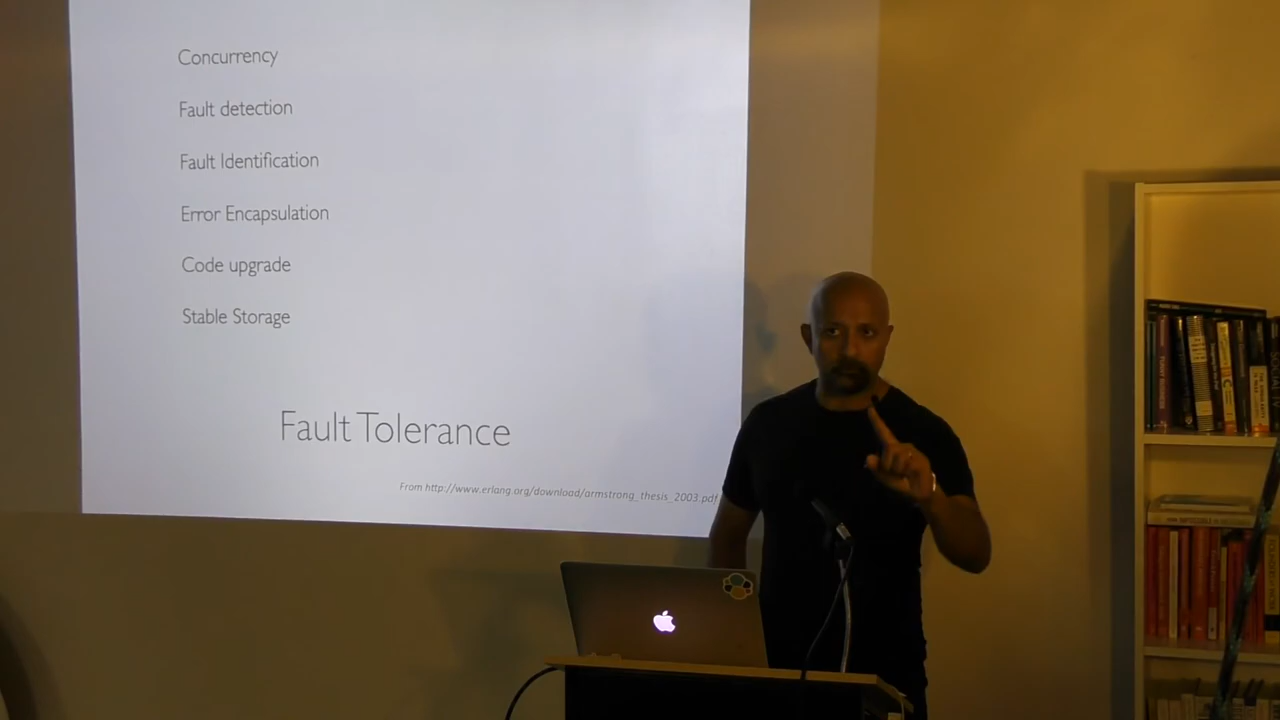 Concurrency
Fault detection
Fault Identification
Error Encapsulation
Code upgrade
Stable Storage
Fault Tolerance
From http://www.erlang.org/download/armstrong_thesis_2003.pdf